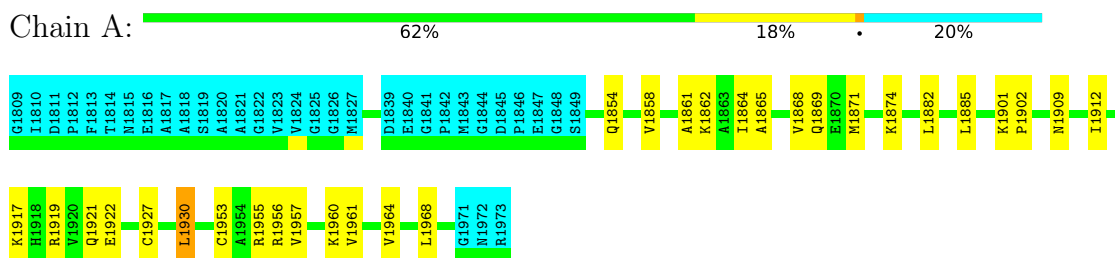 Chain A:
62% 18% • 20%
G1809 I1810 D1811 P1812 F1813 T1814 N1815 E1816 A1817 A1818 S1819 A1820 A1821 G1822 V1823 V1824 G1825 G1826 M1827 D1839 E1840 G1841 P1842 M1843 G1844 D1845 P1846 E1847 G1848 S1849 Q1854 V1858 A1861 K1862 A1863 I1864 A1865 V1868 Q1869 E1870 M1871 K1874 L1882 L1885 K1901 P1902 N1909 I1912
K1917 H1918 R1919 V1920 Q1921 E1922 C1927 L1930 C1953 A1954 R1955 R1956 V1957 K1960 V1961 V1964 L1968 G1971 N1972 R1973